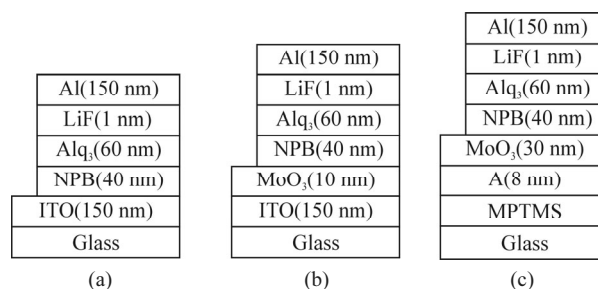 Al(150 nm)
LiF(1 nm)
Alq₃(60 nm)
NPB(40 nm)
ITO(150 nm)
Glass
(a)
Al(150 nm)
LiF(1 nm)
Alq₃(60 nm)
NPB(40 nm)
MoO₃(10 nm)
ITO(150 nm)
Glass
(b)
Al(150 nm)
LiF(1 nm)
Alq₃(60 nm)
NPB(40 nm)
MoO₃(30 nm)
A(8 nm)
MPTMS
Glass
(c)